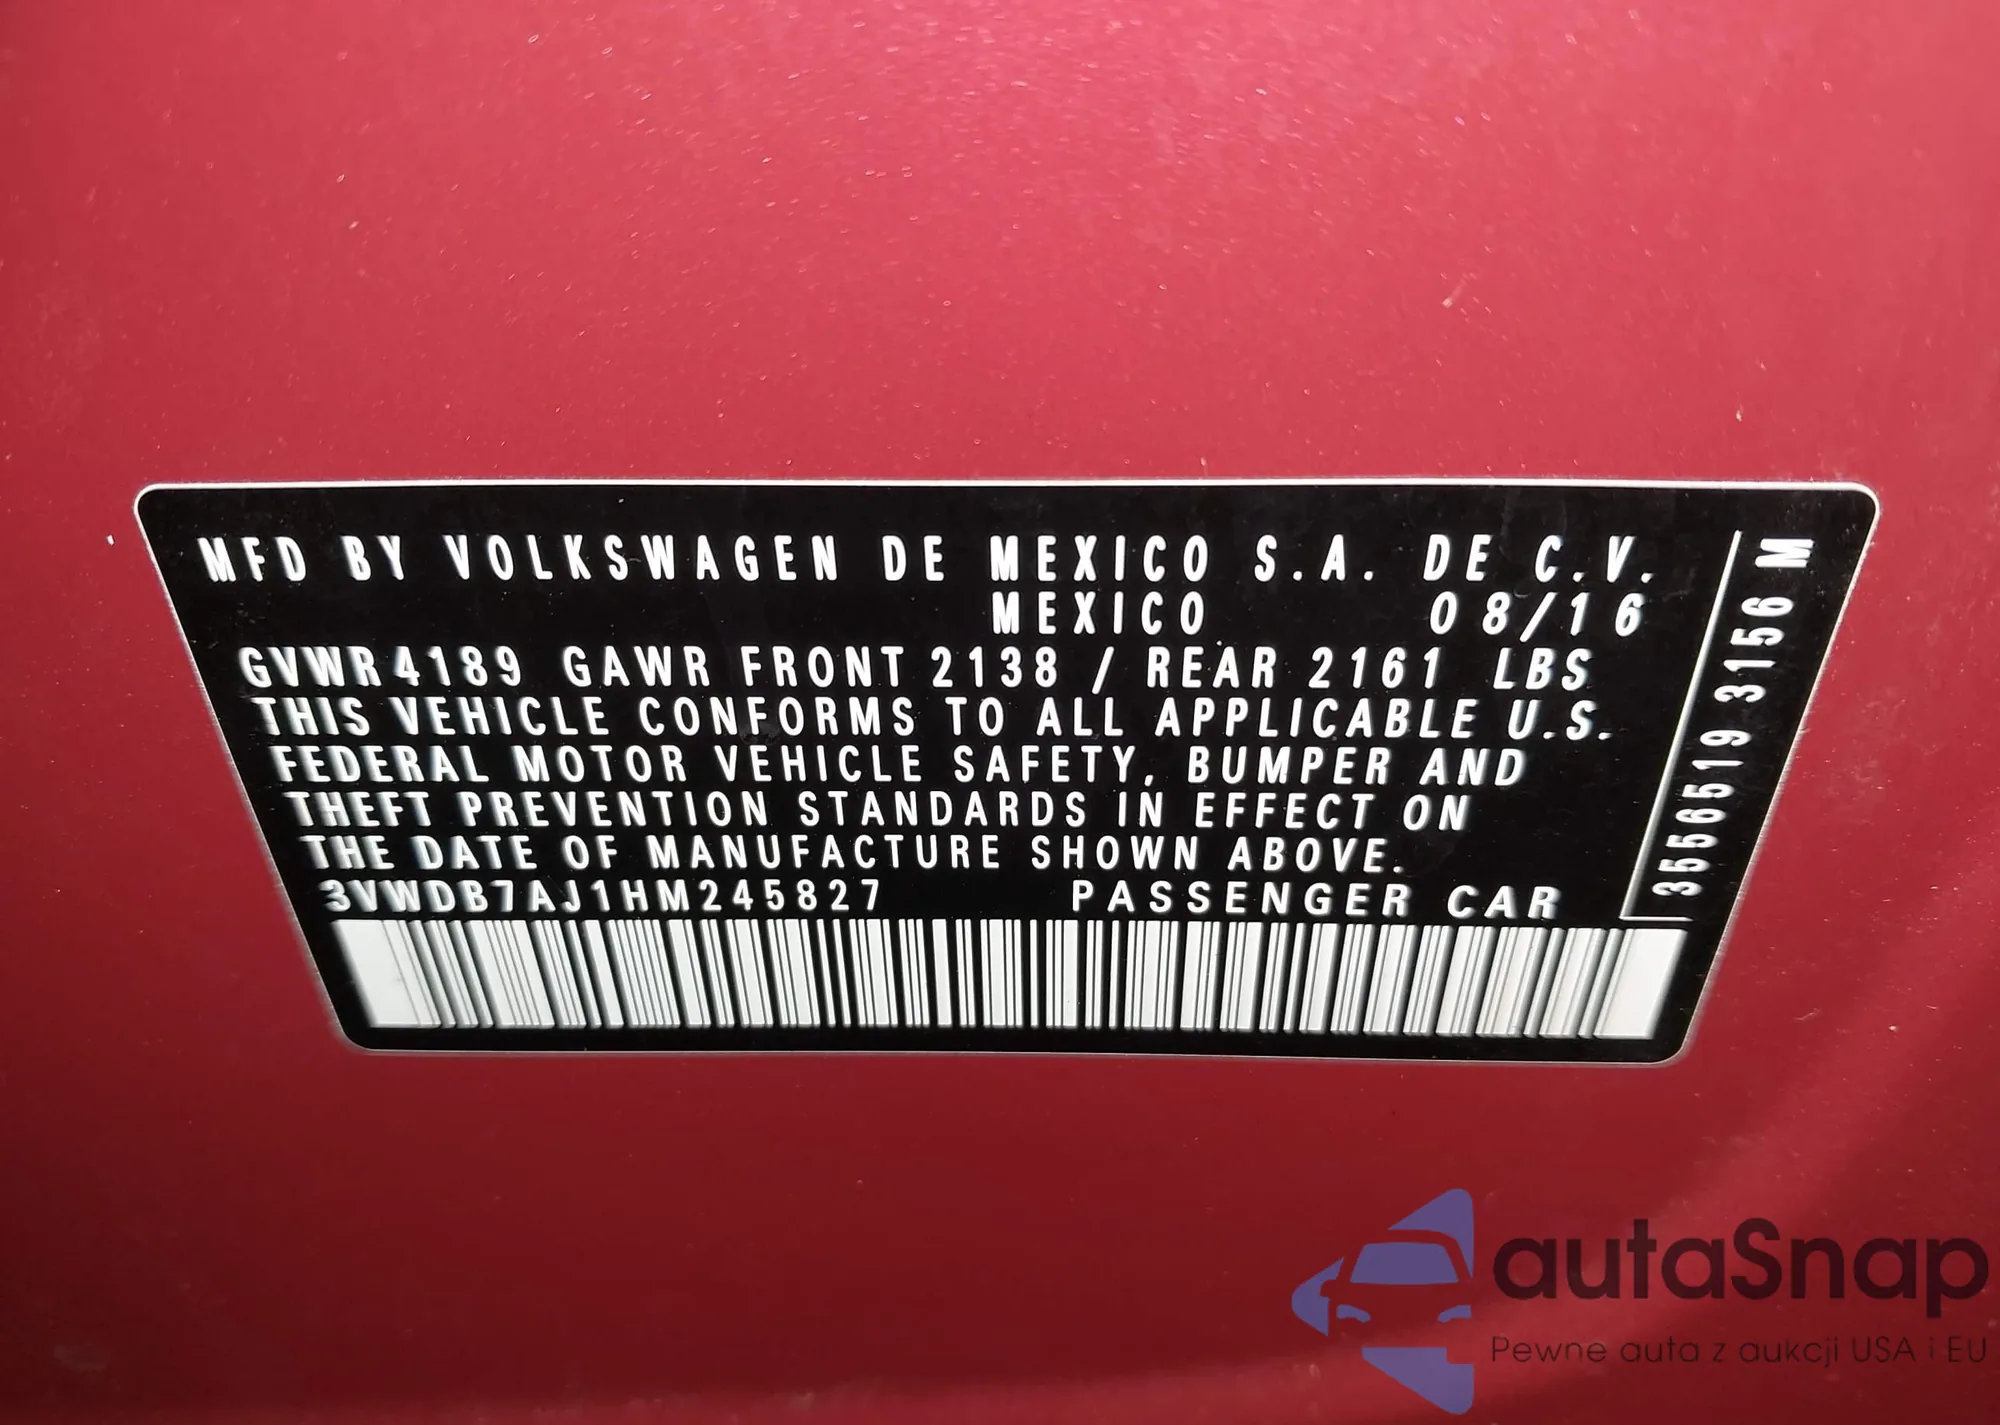 MFD BY VOLKSWAGEN DE MEXICO S.A. DE C.V.
MEXICO 08/16
GVWR 4189 GAWR FRONT 2138 / REAR 2161 LBS
THIS VEHICLE CONFORMS TO ALL APPLICABLE U.S.
FEDERAL MOTOR VEHICLE SAFETY, BUMPER AND
THEFT PREVENTION STANDARDS IN EFFECT ON
THE DATE OF MANUFACTURE SHOWN ABOVE.
3VWDB7AJ1HM245827 PASSENGER CAR
3556519 3156 M
autaSnap
Pewne auta z aukcji USA i EU